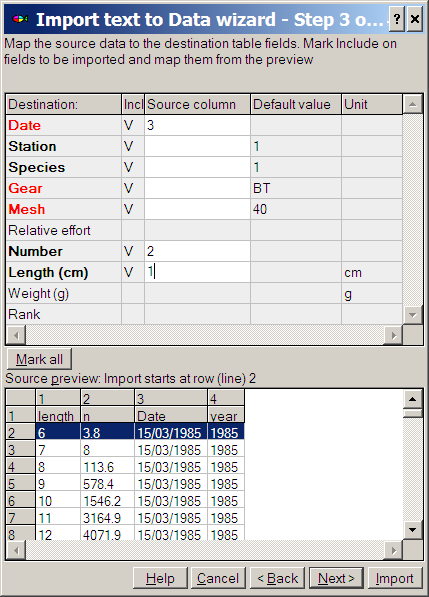 Import text to Data wizard - Step 3 o... ? ×
Map the source data to the destination table fields. Mark Include on
fields to be imported and map them from the preview
Destination: Incl Source column Default value Unit
Date V 3
Station V 1
Species V 1
Gear V BT
Mesh V 40
Relative effort
Number V 2
Length (cm) V 1 cm
Weight (g) g
Rank
Mark all
Source preview: Import starts at row (line) 2
1 2 3 4
1 length n Date year
2 6 3.8 15/03/1985 1985
3 7 8 15/03/1985 1985
4 8 113.6 15/03/1985 1985
5 9 578.4 15/03/1985 1985
6 10 1546.2 15/03/1985 1985
7 11 3164.9 15/03/1985 1985
8 12 4071.9 15/03/1985 1985
Help Cancel < Back Next > Import